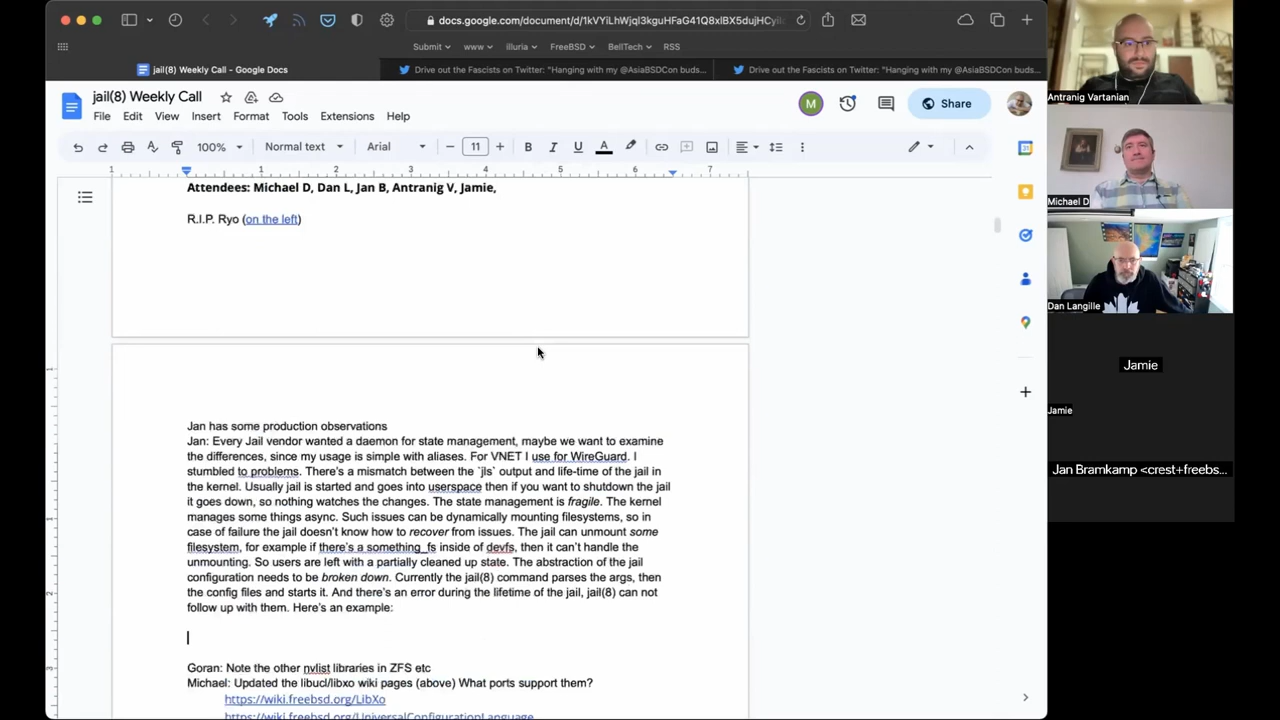 docs.google.com/document/d/1kVYiLhWjql3kguHFaG41Q8xlBX5dujHCyil
Submit www illuria FreeBSD BellTech RSS
jail(8) Weekly Call - Google Docs
Drive out the Fascists on Twitter: "Hanging with my @AsiaBSDCon buds...
Drive out the Fascists on Twitter: "Hanging with my @AsiaBSDCon buds...
jail(8) Weekly Call
M
Share
File Edit View Insert Format Tools Extensions Help
100% Normal text Arial 11 B I U A
1 1 2 3 4 5 6 7
Attendees: Michael D, Dan L, Jan B, Antranig V, Jamie,
R.I.P. Ryo (on the left)
Jan has some production observations
Jan: Every Jail vendor wanted a daemon for state management, maybe we want to examine
the differences, since my usage is simple with aliases. For VNET I use for WireGuard. I
stumbled to problems. There's a mismatch between the `jls` output and life-time of the jail in
the kernel. Usually jail is started and goes into userspace then if you want to shutdown the jail
it goes down, so nothing watches the changes. The state management is fragile. The kernel
manages some things async. Such issues can be dynamically mounting filesystems, so in
case of failure the jail doesn't know how to recover from issues. The jail can unmount some
filesystem, for example if there's a something_fs inside of devfs, then it can't handle the
unmounting. So users are left with a partially cleaned up state. The abstraction of the jail
configuration needs to be broken down. Currently the jail(8) command parses the args, then
the config files and starts it. And there's an error during the lifetime of the jail, jail(8) can not
follow up with them. Here's an example:
Goran: Note the other nvlist libraries in ZFS etc
Michael: Updated the libucl/libxo wiki pages (above) What ports support them?
https://wiki.freebsd.org/LibXo
https://wiki.freebsd.org/UniversalConfigurationLanguage
Antranig Vartanian
Michael D
Dan Langille
Jamie
Jamie
Jan Bramkamp <crest+freebs...